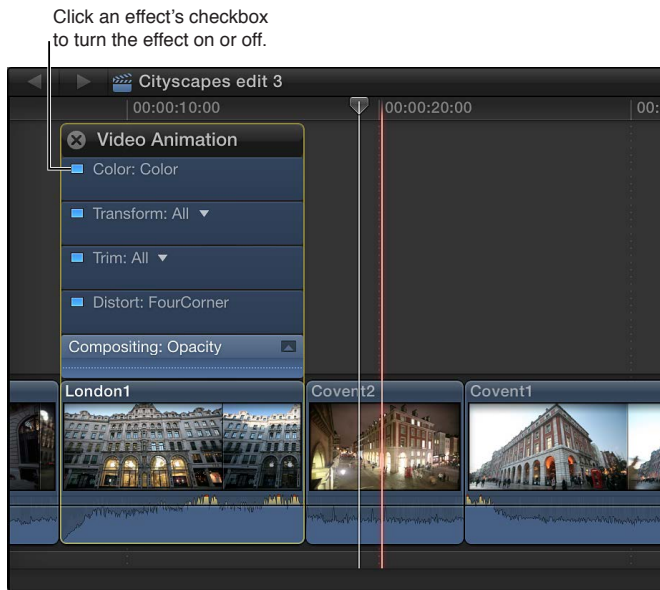 Click an effect's checkbox
to turn the effect on or off.
Cityscapes edit 3
00:00:10:00
00:00:20:00
00:
Video Animation
Color: Color
Transform: All
Trim: All
Distort: FourCorner
Compositing: Opacity
London1
Covent2
Covent1